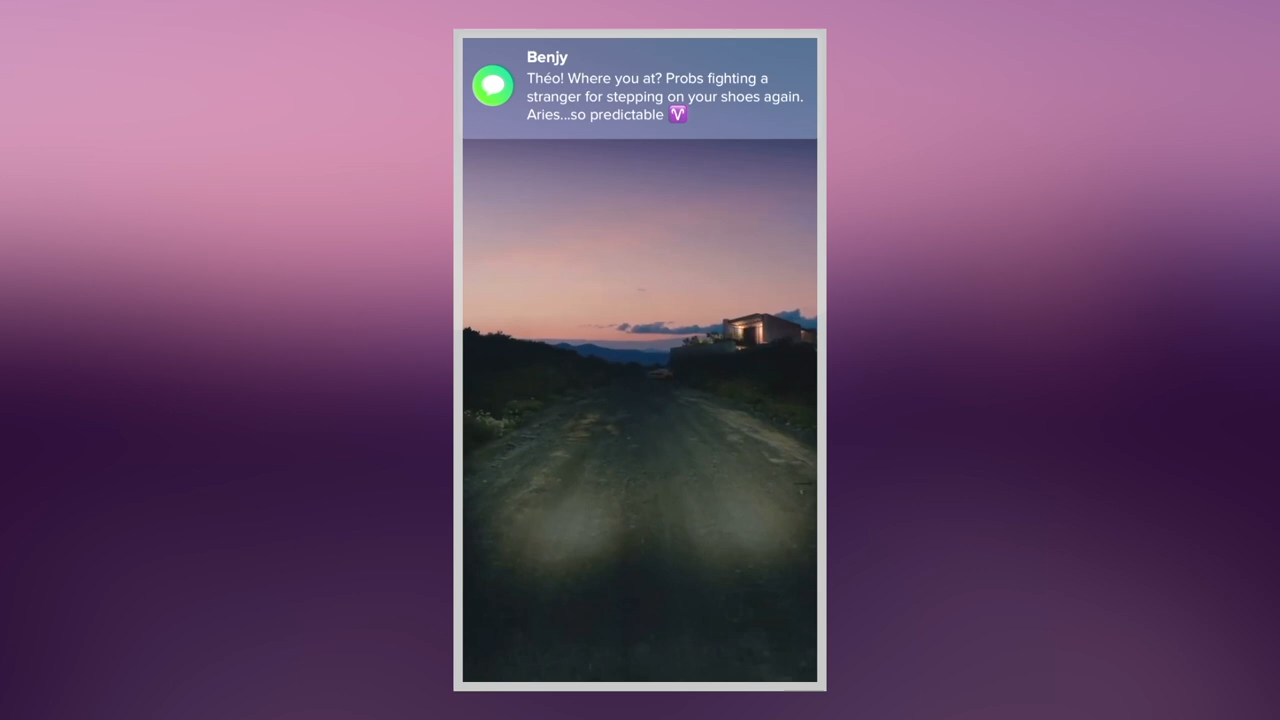 Benjy
Théo! Where you at? Probs fighting a
stranger for stepping on your shoes again.
Aries...so predictable ♈